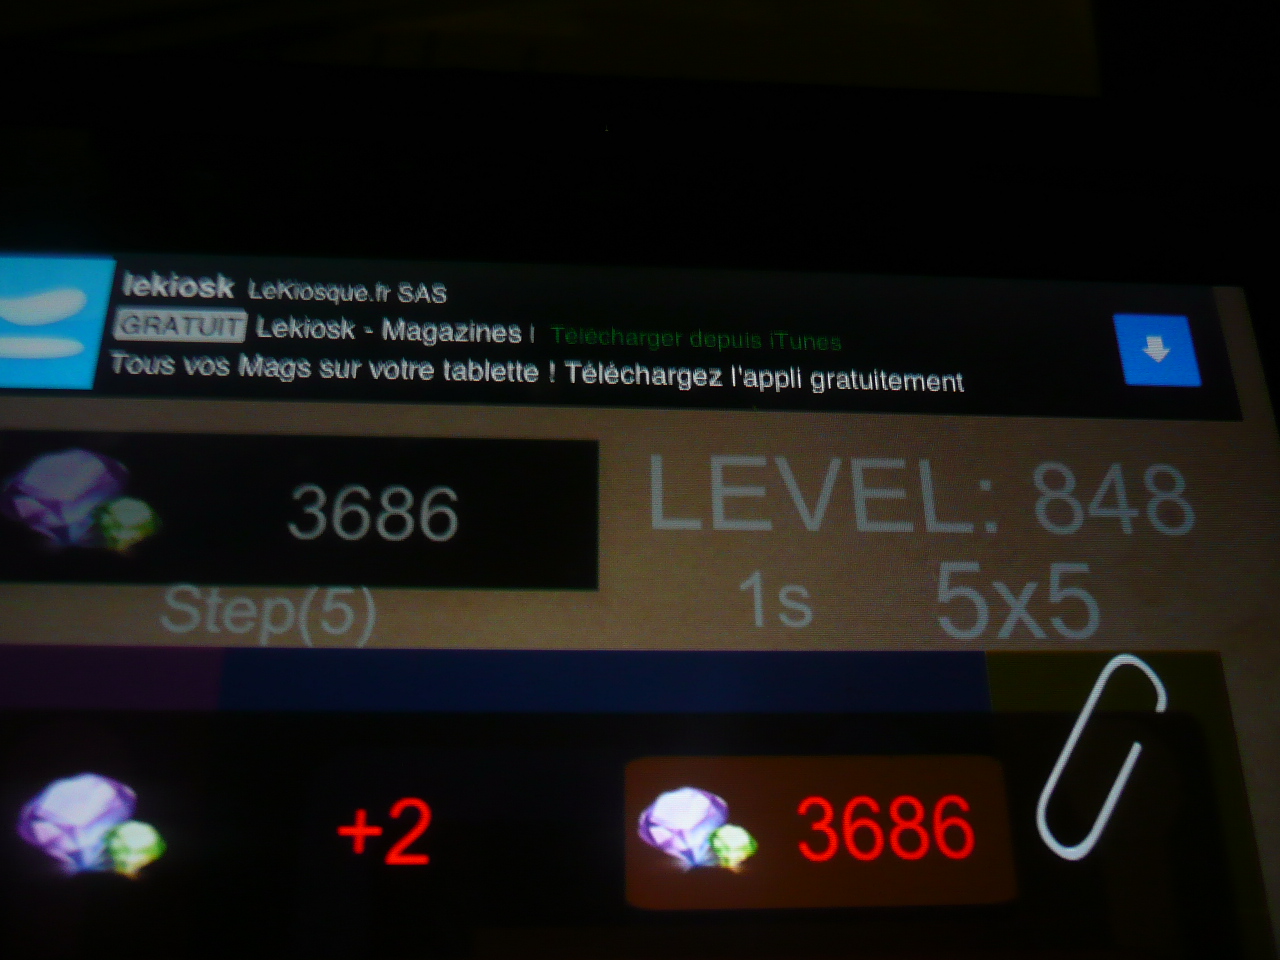 lekiosk LeKiosque.fr SAS
GRATUIT Lekiosk - Magazines | Télécharger depuis iTunes
Tous vos Mags sur votre tablette ! Téléchargez l'appli gratuitement
3686 LEVEL: 848
Step(5) 1s 5x5
+2 3686